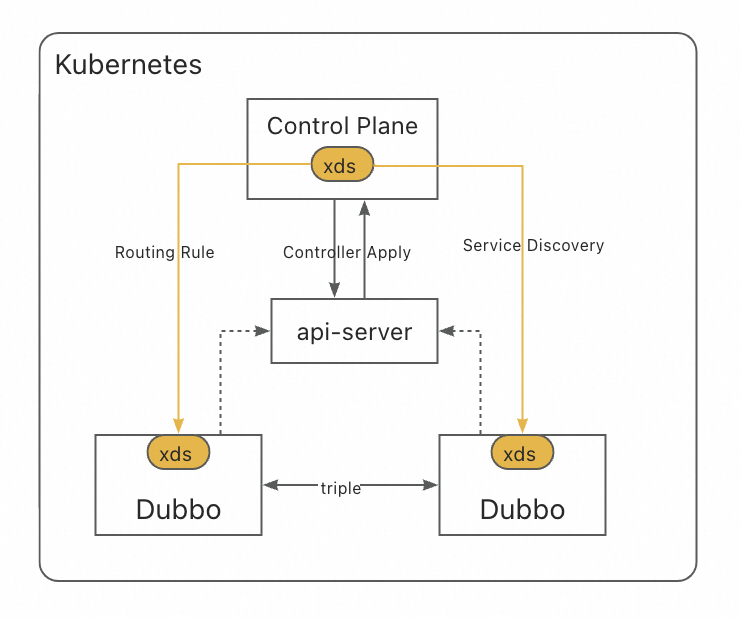 Kubernetes
Control Plane
xds
Routing Rule
Controller Apply
Service Discovery
api-server
xds
xds
triple
Dubbo
Dubbo